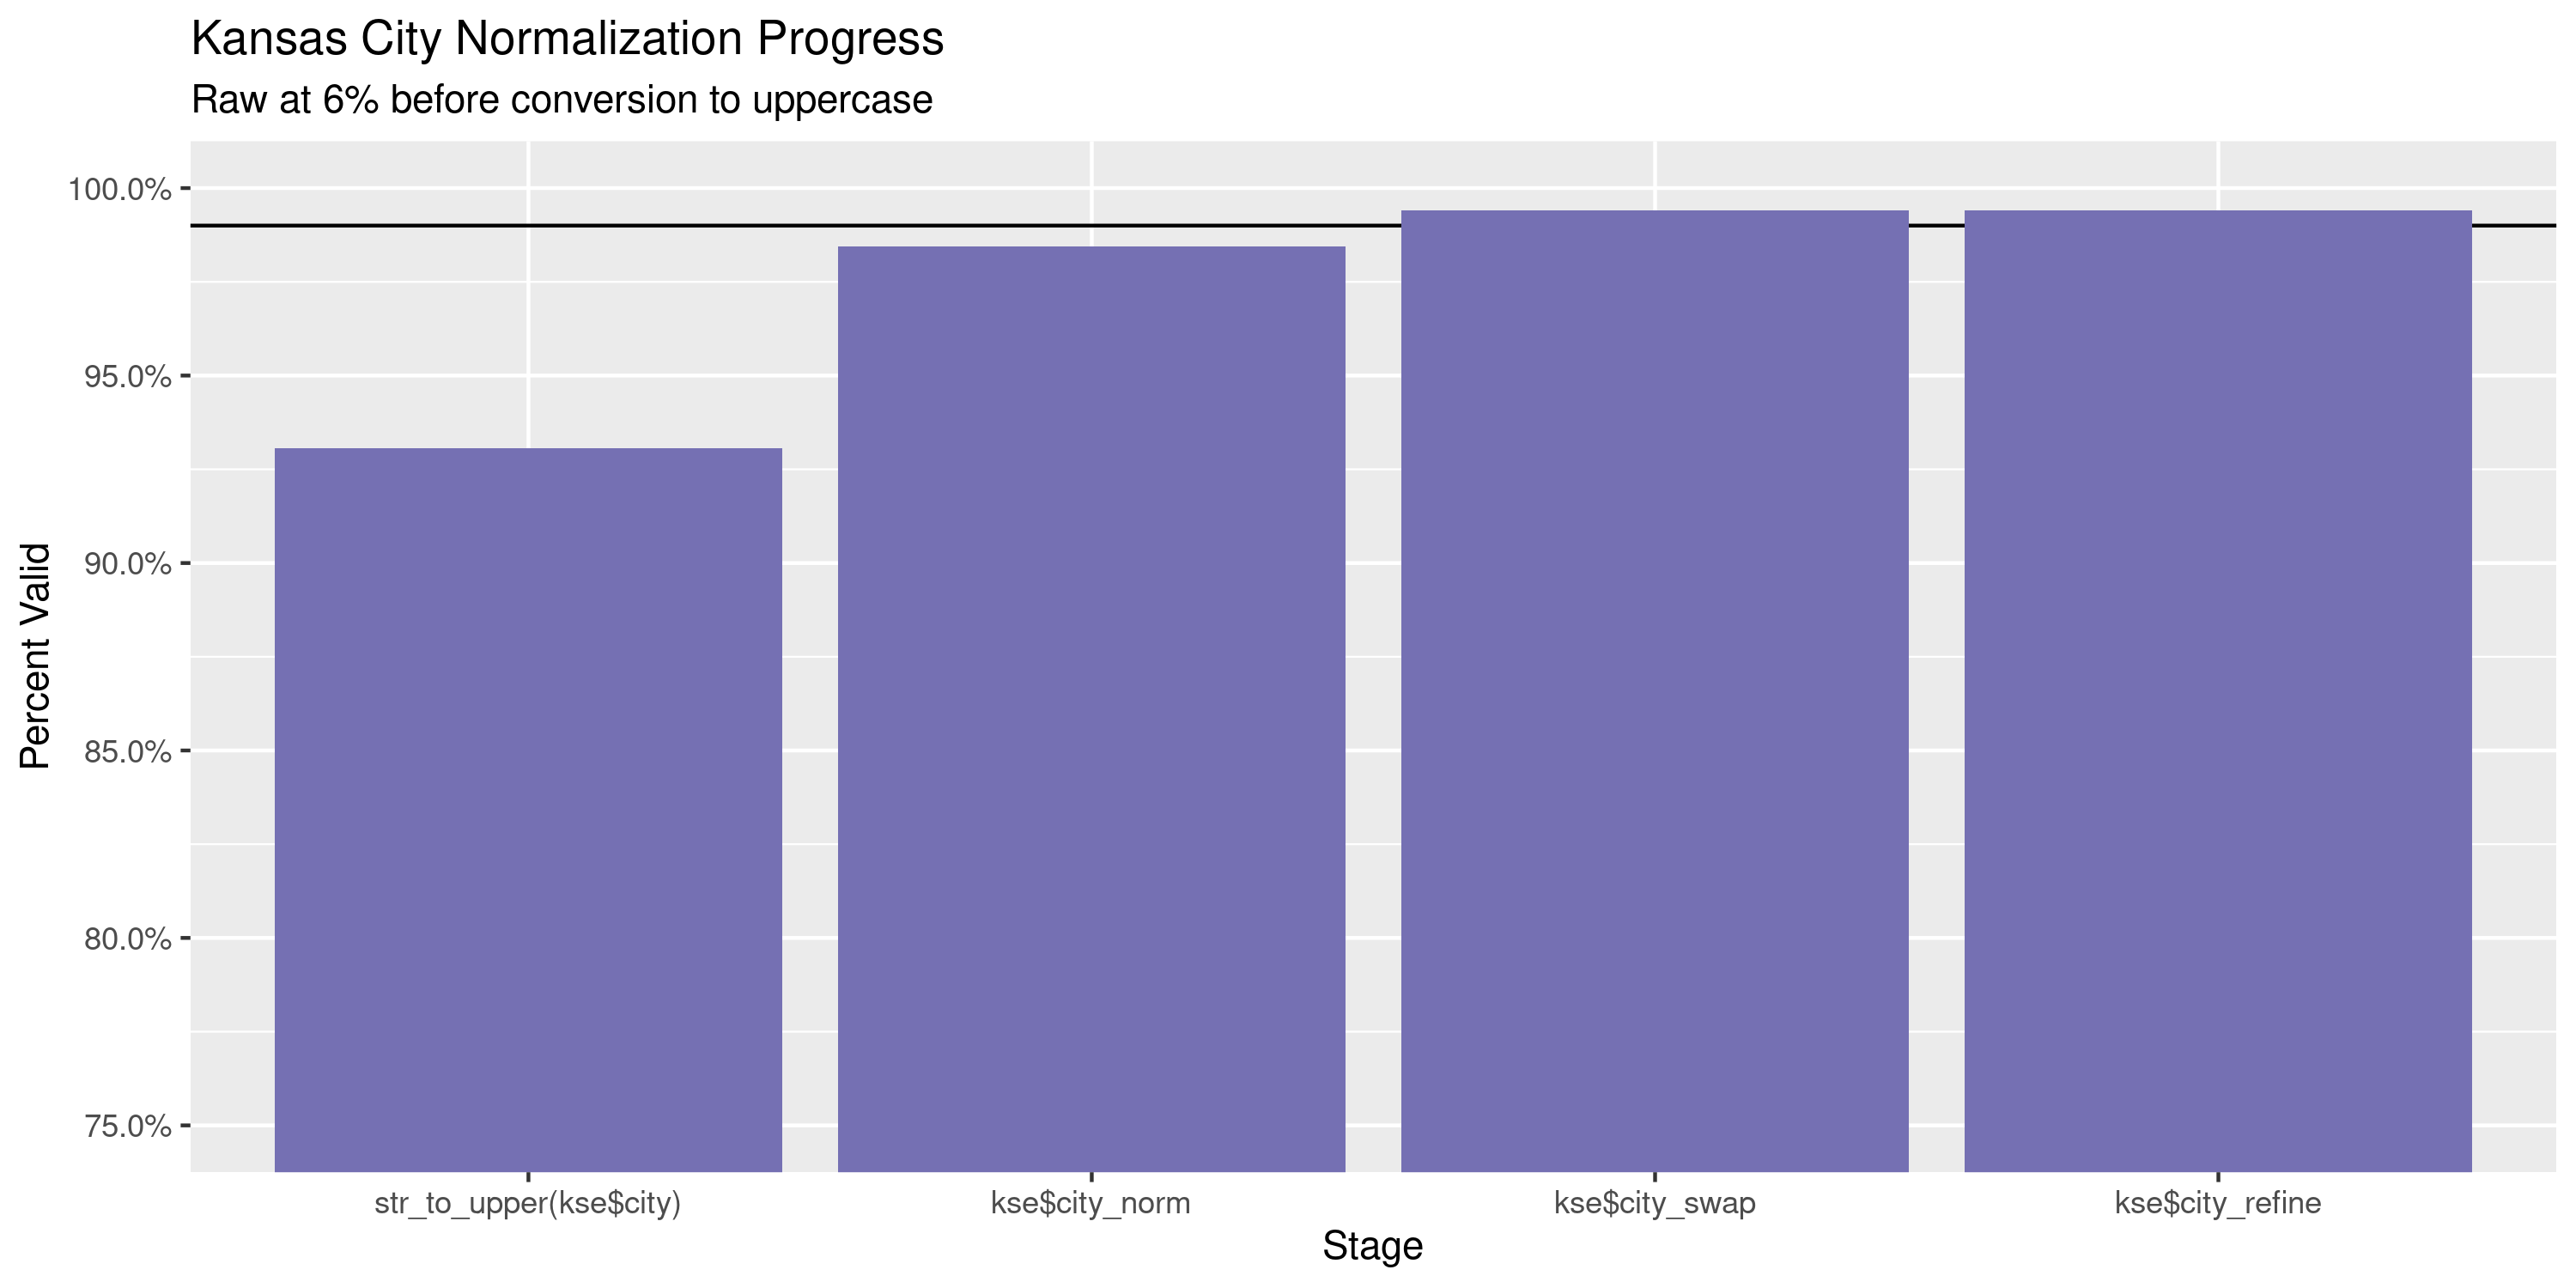 Kansas City Normalization Progress
Raw at 6% before conversion to uppercase
100.0%
95.0%
90.0%
85.0%
80.0%
75.0%
Percent Valid
str_to_upper(kse$city)
kse$city_norm
kse$city_swap
kse$city_refine
Stage